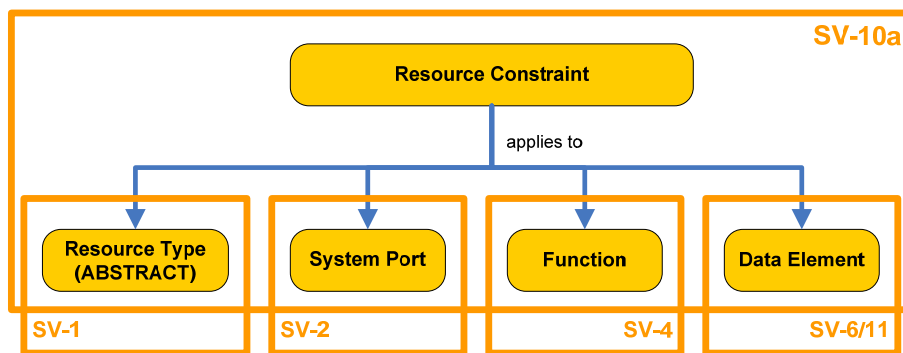 SV-10a
Resource Constraint
applies to
Resource Type
(ABSTRACT)
System Port
Function
Data Element
SV-1
SV-2
SV-4
SV-6/11